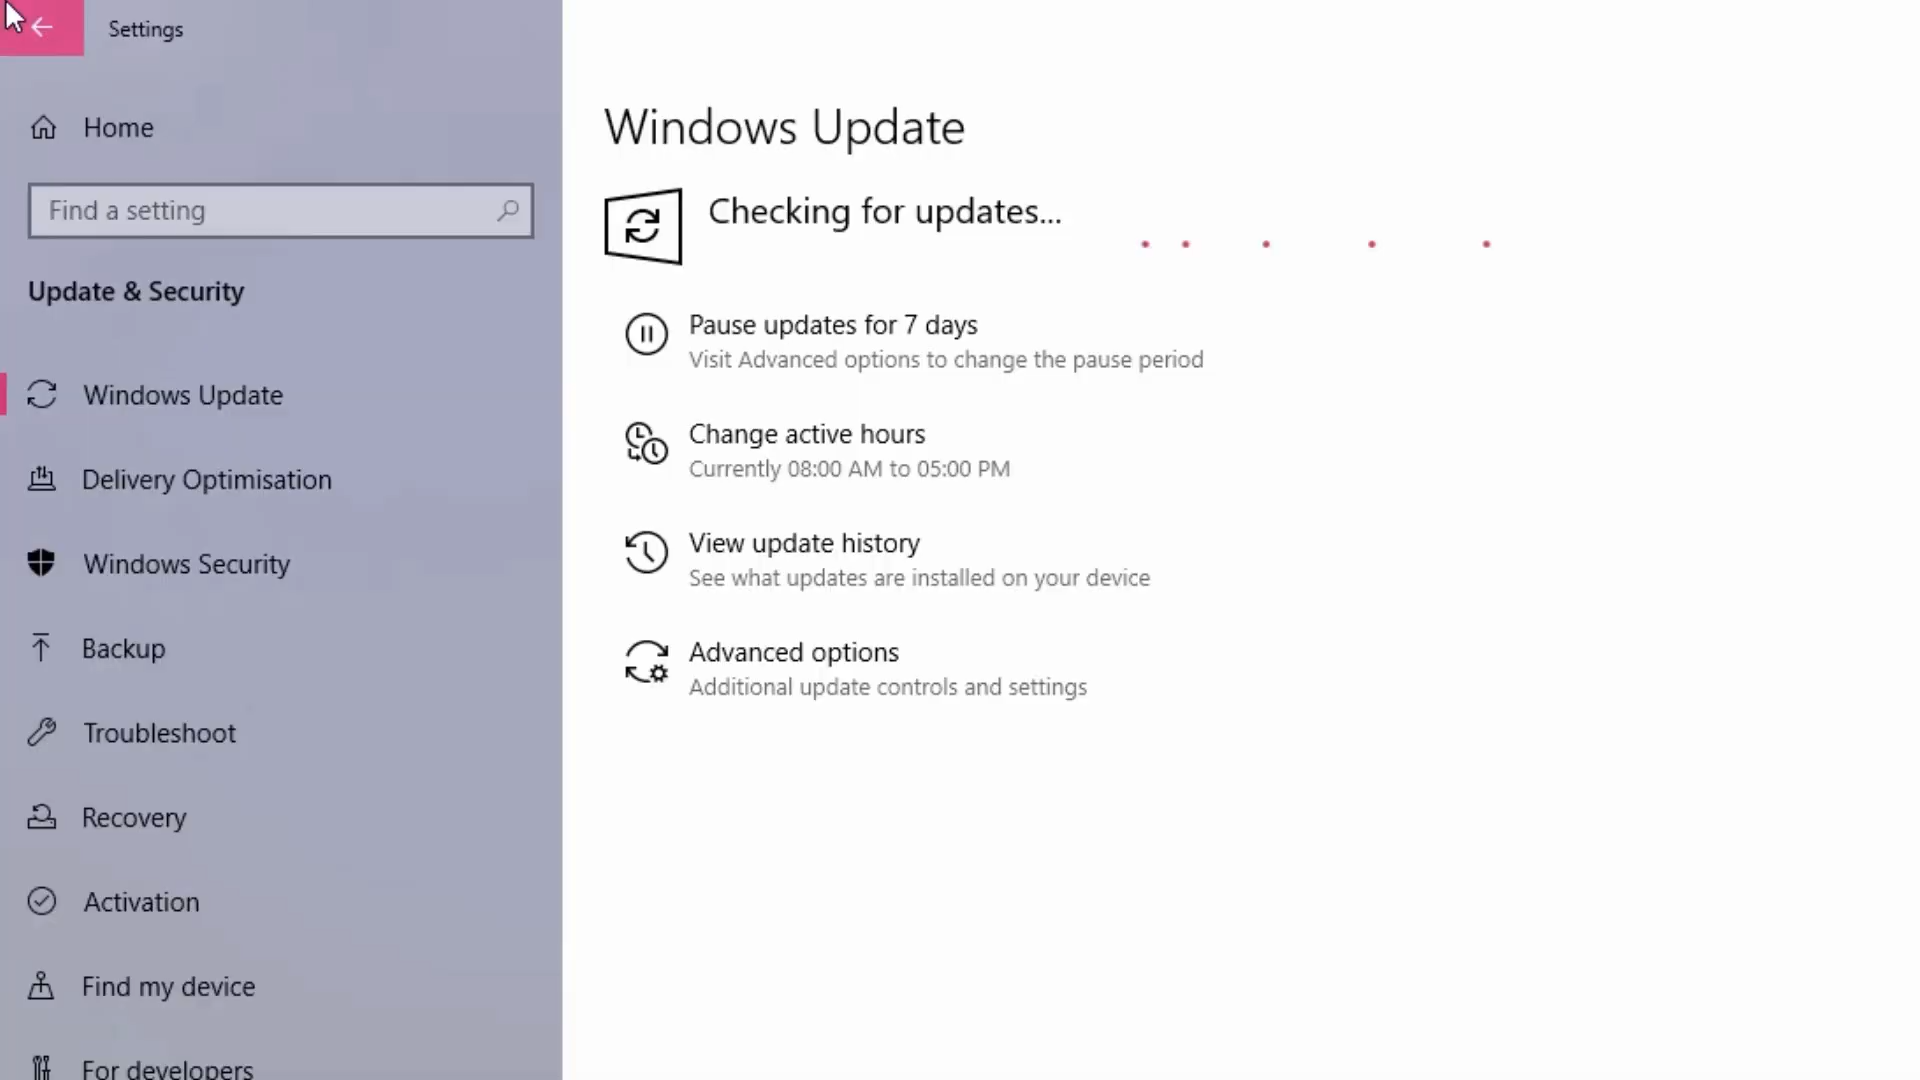 Settings
Home
Find a setting
Update & Security
Windows Update
Delivery Optimisation
Windows Security
Backup
Troubleshoot
Recovery
Activation
Find my device
For developers
Windows Update
Checking for updates...
Pause updates for 7 days
Visit Advanced options to change the pause period
Change active hours
Currently 08:00 AM to 05:00 PM
View update history
See what updates are installed on your device
Advanced options
Additional update controls and settings